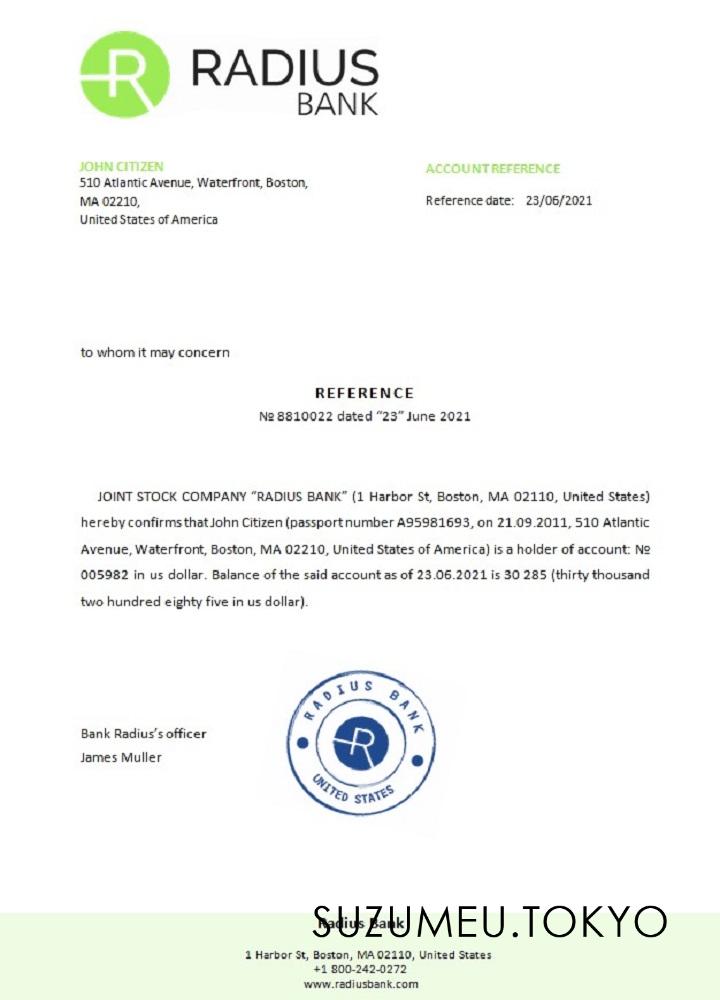 RADIUS
BANK
JOHN CITIZEN
510 Atlantic Avenue, Waterfront, Boston,
MA 02210,
United States of America
ACCOUNT REFERENCE
Reference date: 23/06/2021
to whom it may concern
REFERENCE
№ 8810022 dated "23" June 2021
JOINT STOCK COMPANY "RADIUS BANK" (1 Harbor St, Boston, MA 02110, United States)
hereby confirms that John Citizen (passport number A95981693, on 21.09.2011, 510 Atlantic
Avenue, Waterfront, Boston, MA 02210, United States of America) is a holder of account: №
005982 in us dollar. Balance of the said account as of 23.06.2021 is 30 285 (thirty thousand
two hundred eighty five in us dollar).
RADIUS BANK
UNITED STATES
Bank Radius's officer
James Muller
SUZUMEU.TOKYO
Radius Bank
1 Harbor St, Boston, MA 02110, United States
+1 800-242-0272
www.radiusbank.com